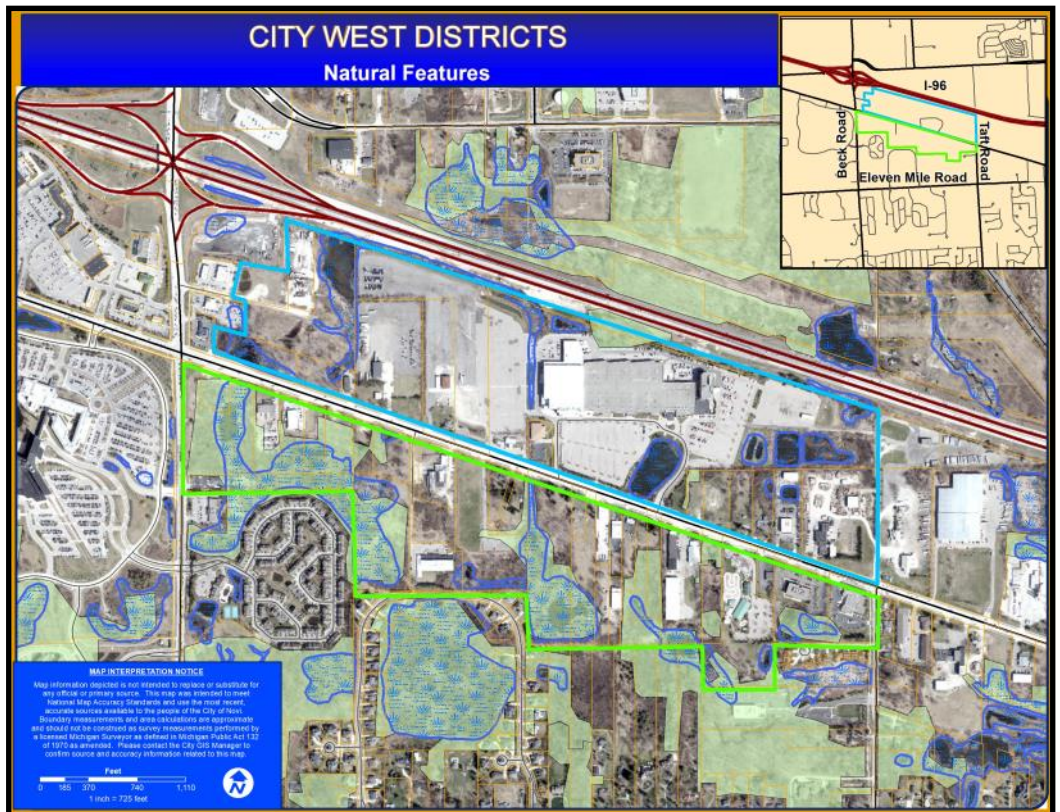 CITY WEST DISTRICTS
Natural Features
I-96
Beck Road
Taft Road
Eleven Mile Road
MAP INTERPRETATION NOTICE
Map information depicted is not intended to replace or substitute for
any official or primary source. This map was intended to meet
National Map Accuracy Standards and use the most recent,
accurate sources available to the people of the City of Novi.
Boundary measurements and area calculations are approximate
and should not be construed as survey measurements performed by
a licensed Michigan Surveyor as defined in Michigan Public Act 132
of 1970 as amended. Please contact the City GIS Manager to
confirm source and accuracy information related to this map.
Feet
0 185 370 740 1,110
1 inch = 725 feet
N